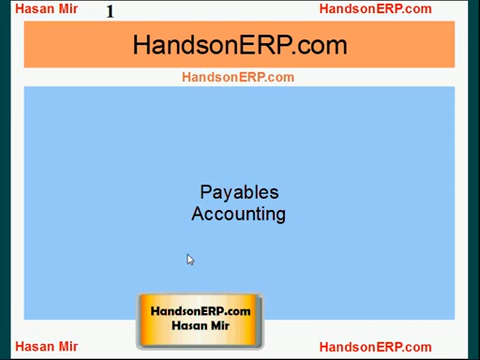 Hasan Mir 1 HandsonERP.com
HandsonERP.com
HandsonERP.com
Payables
Accounting
HandsonERP.com
Hasan Mir
Hasan Mir HandsonERP.com